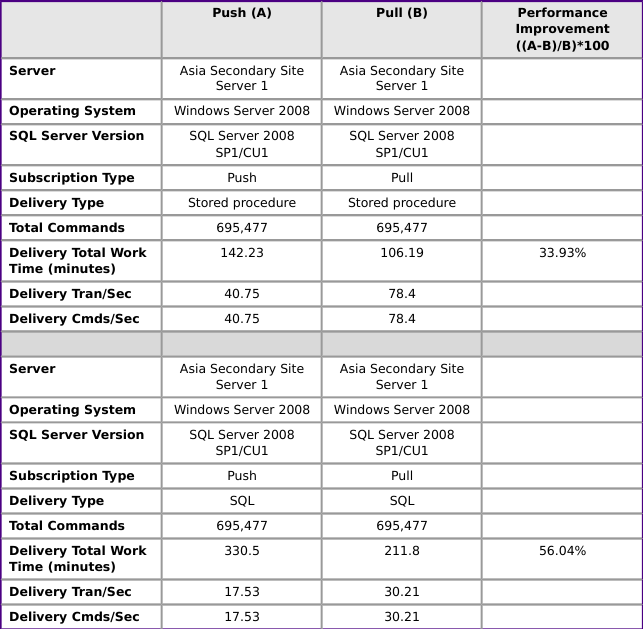 Push (A) Pull (B) Performance
Improvement
((A-B)/B)*100
Server Asia Secondary Site Asia Secondary Site
Server 1 Server 1
Operating System Windows Server 2008 Windows Server 2008
SQL Server Version SQL Server 2008 SQL Server 2008
SP1/CU1 SP1/CU1
Subscription Type Push Pull
Delivery Type Stored procedure Stored procedure
Total Commands 695,477 695,477
Delivery Total Work 142.23 106.19 33.93%
Time (minutes)
Delivery Tran/Sec 40.75 78.4
Delivery Cmds/Sec 40.75 78.4
Server Asia Secondary Site Asia Secondary Site
Server 1 Server 1
Operating System Windows Server 2008 Windows Server 2008
SQL Server Version SQL Server 2008 SQL Server 2008
SP1/CU1 SP1/CU1
Subscription Type Push Pull
Delivery Type SQL SQL
Total Commands 695,477 695,477
Delivery Total Work 330.5 211.8 56.04%
Time (minutes)
Delivery Tran/Sec 17.53 30.21
Delivery Cmds/Sec 17.53 30.21